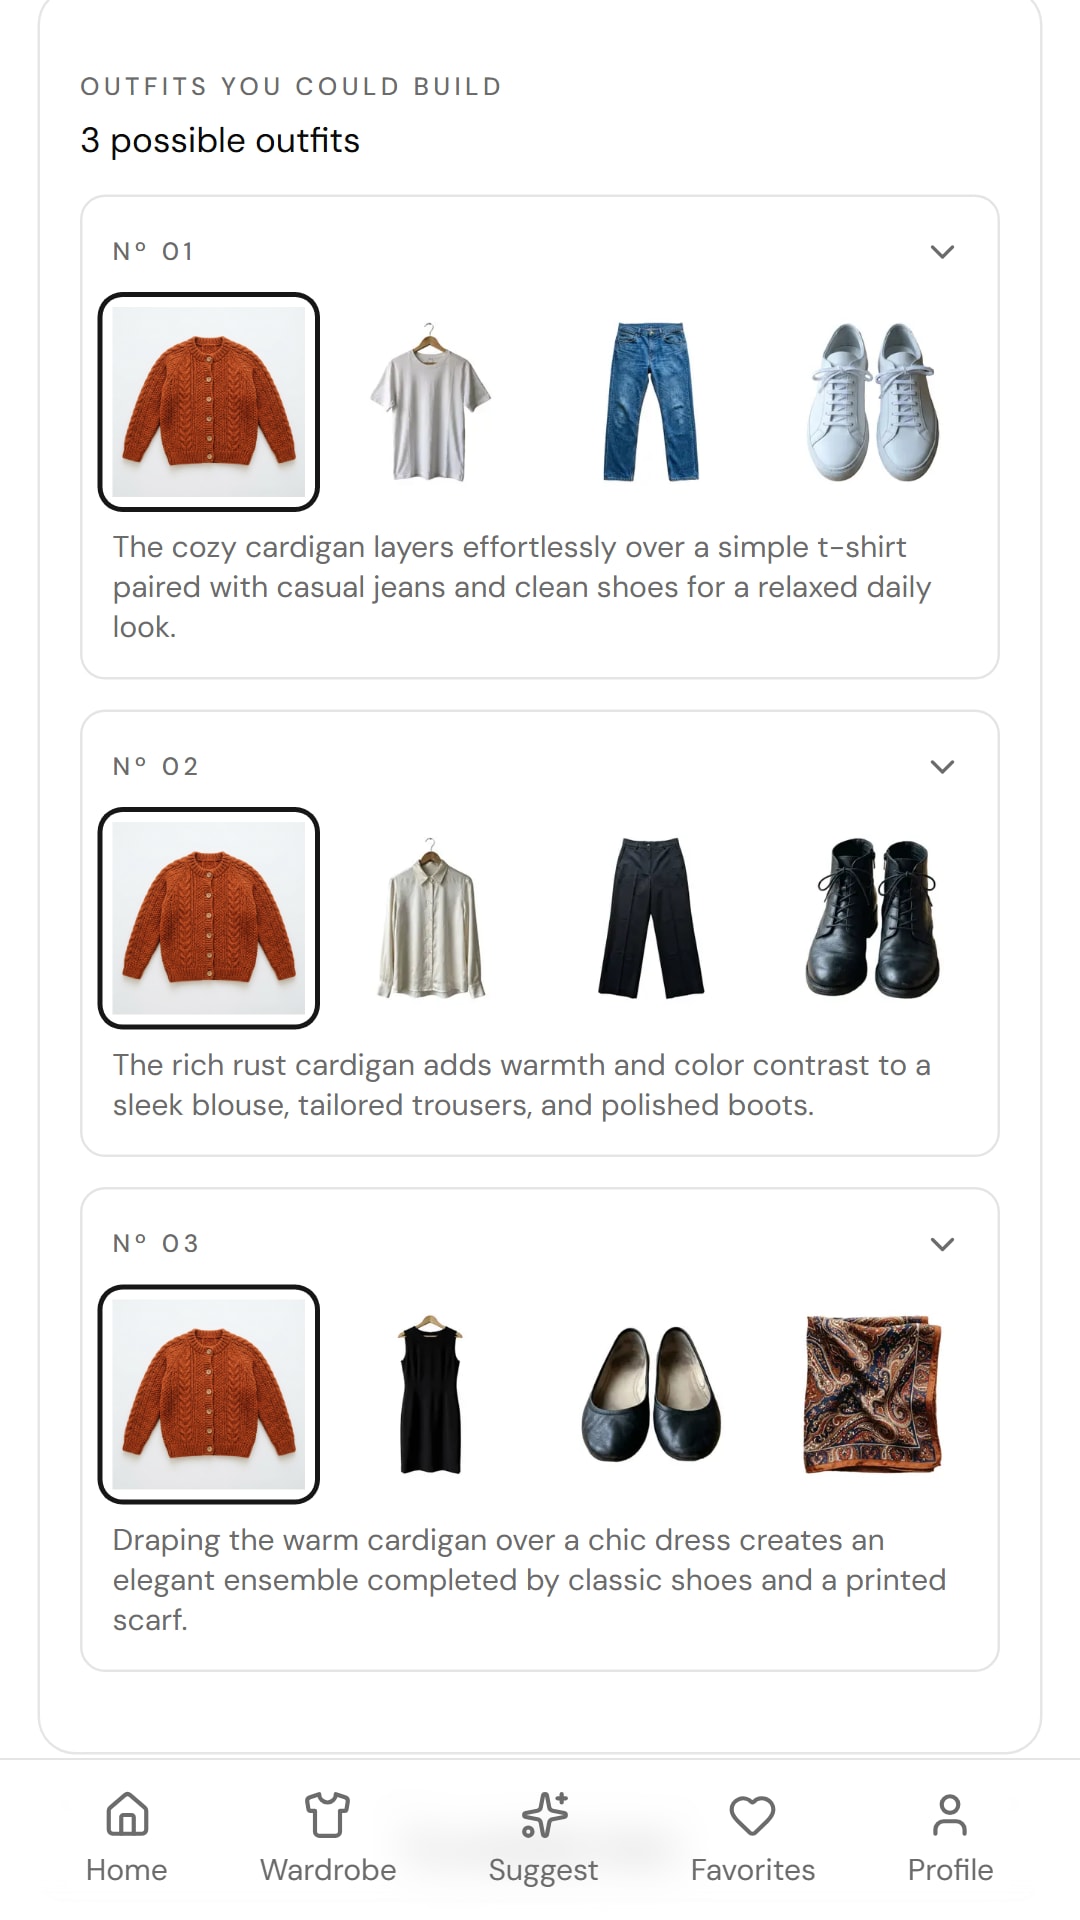 OUTFITS YOU COULD BUILD
3 possible outfits
Nº 01
The cozy cardigan layers effortlessly over a simple t-shirt
paired with casual jeans and clean shoes for a relaxed daily
look.
Nº 02
The rich rust cardigan adds warmth and color contrast to a
sleek blouse, tailored trousers, and polished boots.
Nº 03
Draping the warm cardigan over a chic dress creates an
elegant ensemble completed by classic shoes and a printed
scarf.
Home
Wardrobe
Suggest
Favorites
Profile